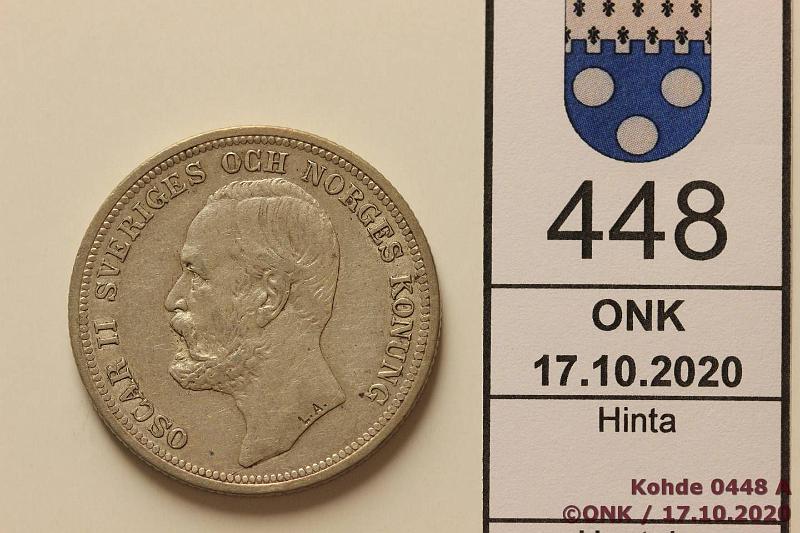 OSCAR II SVERIGES OCH NORGES KONUNG
L.A.
448
ONK
17.10.2020
Hinta
Kohde 0448 A
©ONK / 17.10.2020